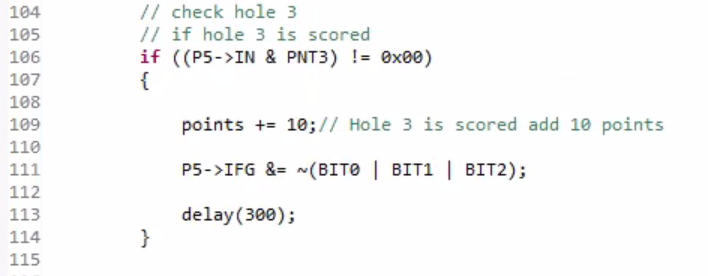 104 // check hole 3
105 // if hole 3 is scored
106 if ((P5->IN & PNT3) != 0x00)
107 {
108
109 points += 10;// Hole 3 is scored add 10 points
110
111 P5->IFG &= ~(BIT0 | BIT1 | BIT2);
112
113 delay(300);
114 }
115